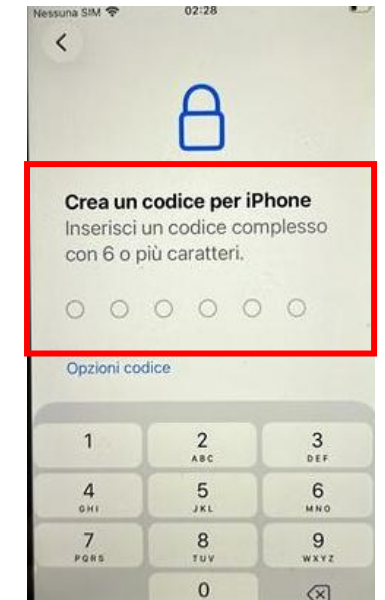 Nessuna SIM 02:28
Crea un codice per iPhone
Inserisci un codice complesso
con 6 o più caratteri.
Opzioni codice
1 2 3
ABC DEF
4 5 6
GHI JKL MNO
7 8 9
PQRS TUV WXYZ
0